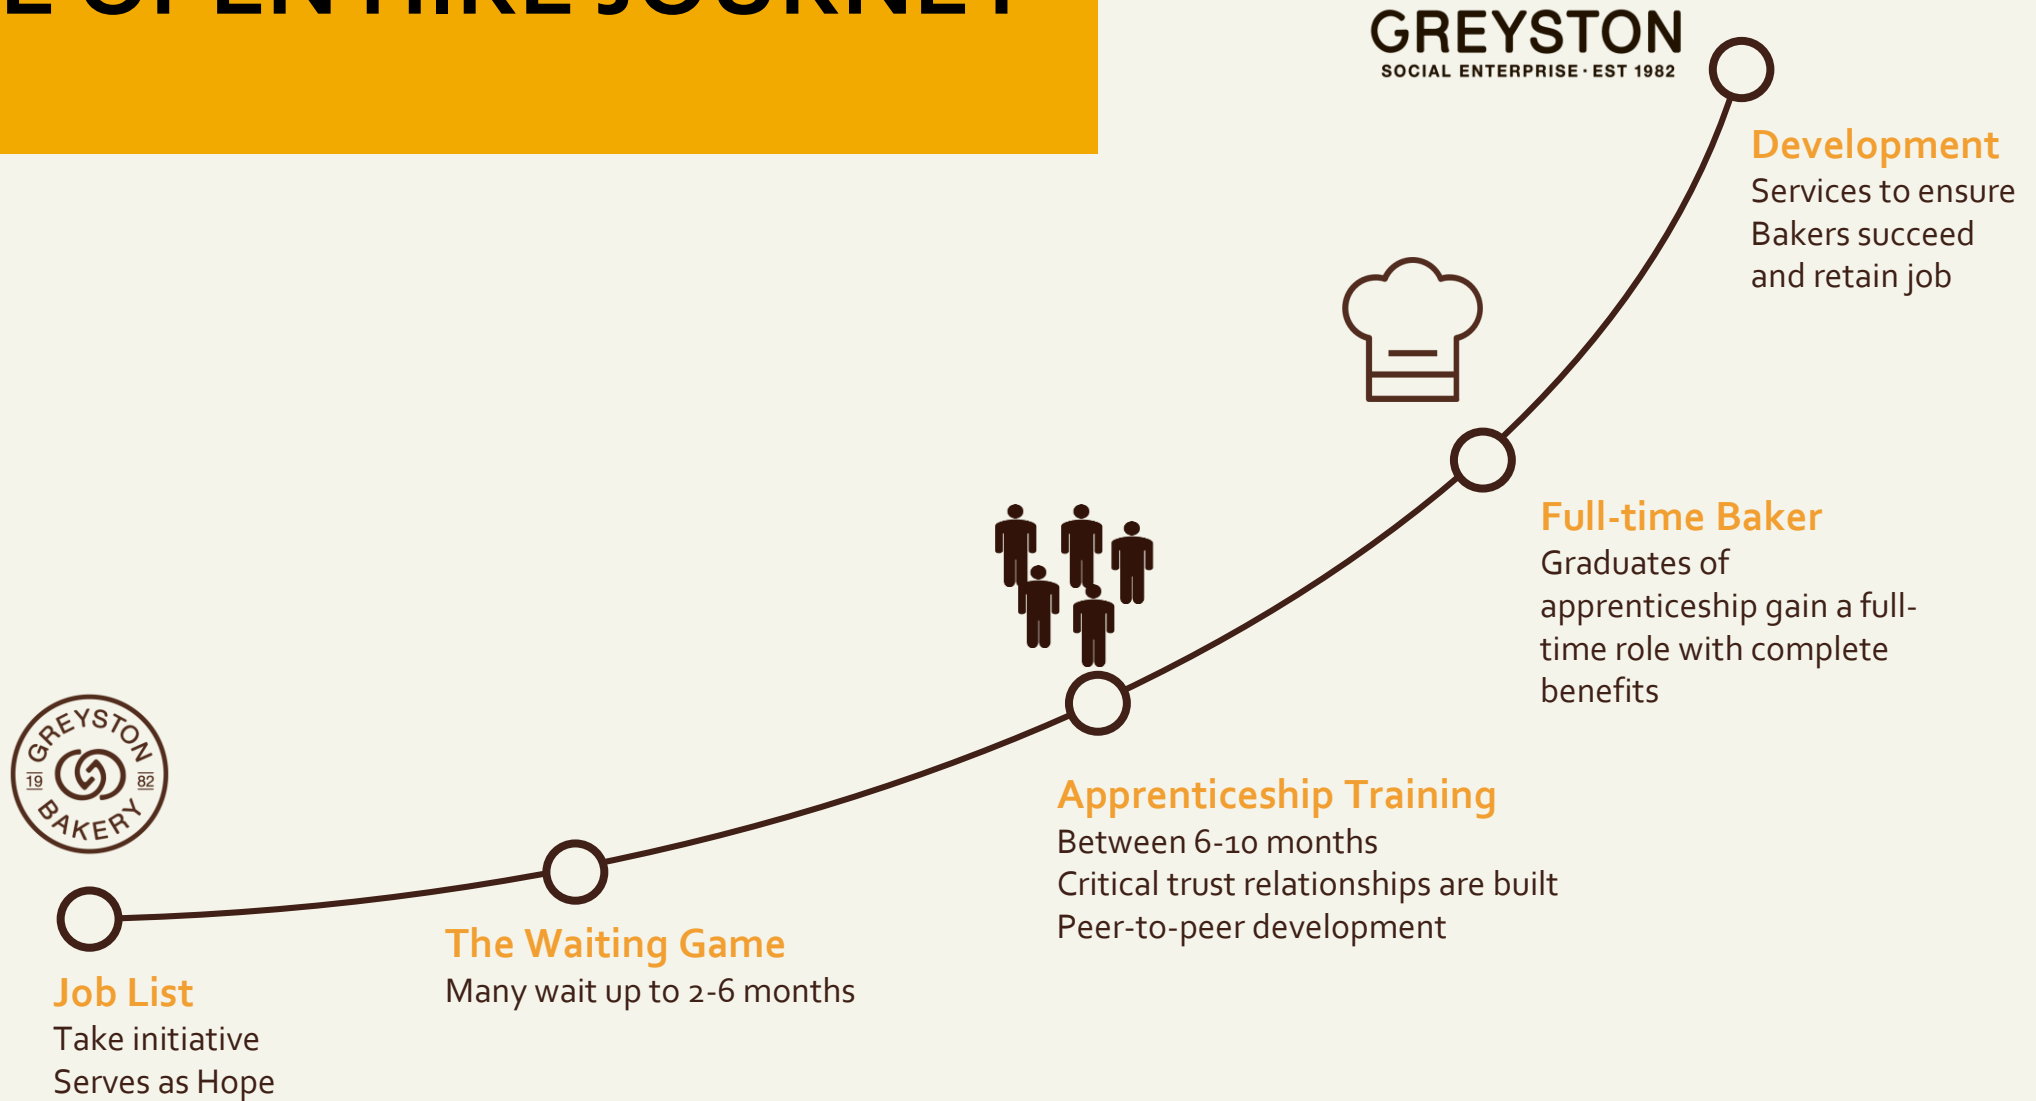 E OPEN HIRE JOURNEY
GREYSTON
SOCIAL ENTERPRISE · EST 1982
Development
Services to ensure
Bakers succeed
and retain job
Full-time Baker
Graduates of
apprenticeship gain a full-
time role with complete
benefits
Apprenticeship Training
Between 6-10 months
Critical trust relationships are built
Peer-to-peer development
GREYSTON
19 82
BAKERY
The Waiting Game
Many wait up to 2-6 months
Job List
Take initiative
Serves as Hope